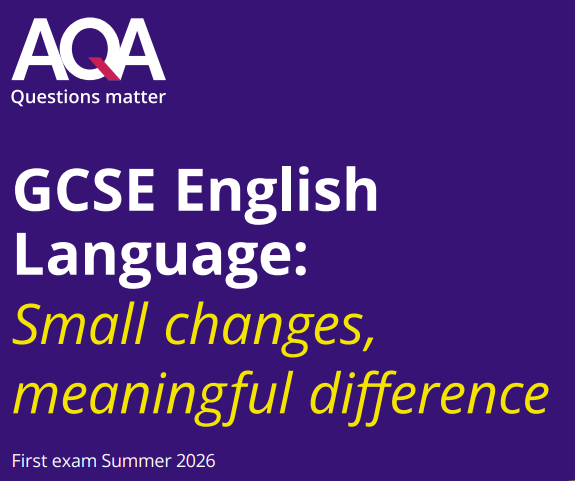 AQA
Questions matter
GCSE English
Language:
Small changes,
meaningful difference
First exam Summer 2026